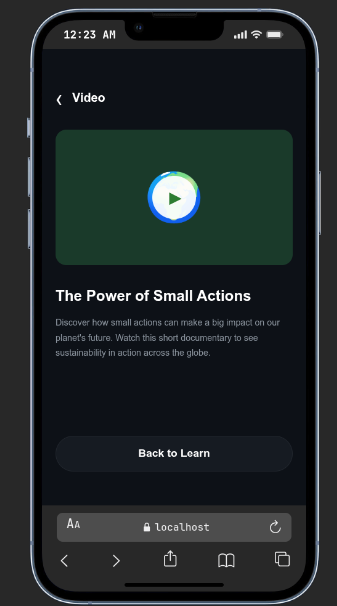 12:23 AM
Video
The Power of Small Actions
Discover how small actions can make a big impact on our
planet's future. Watch this short documentary to see
sustainability in action across the globe.
Back to Learn
AA
localhost